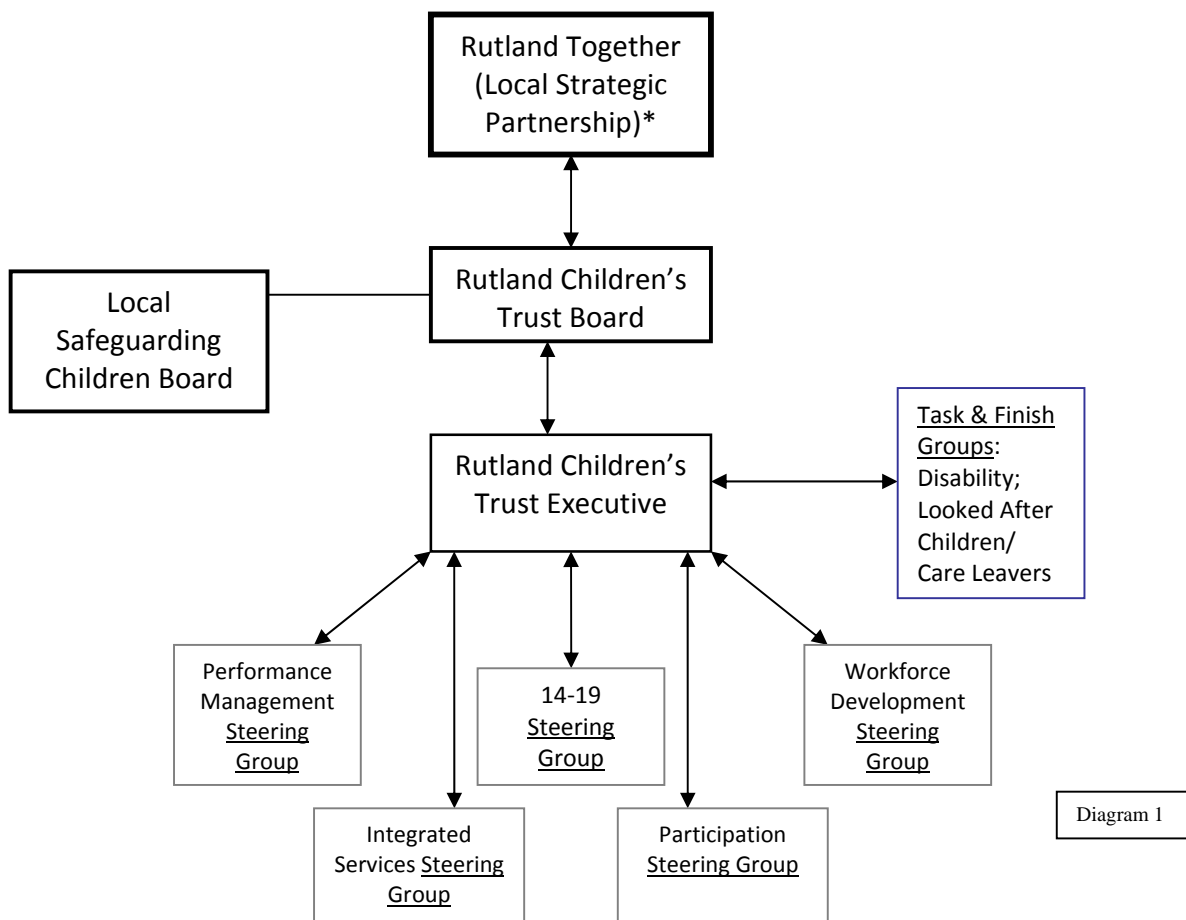 Rutland Together
(Local Strategic
Partnership)*
Rutland Children’s
Trust Board
Local
Safeguarding
Children Board
Rutland Children’s
Trust Executive
Task & Finish
Groups:
Disability;
Looked After
Children/
Care Leavers
Performance
Management
Steering
Group
14-19
Steering
Group
Workforce
Development
Steering
Group
Integrated
Services Steering
Group
Participation
Steering Group
Diagram 1